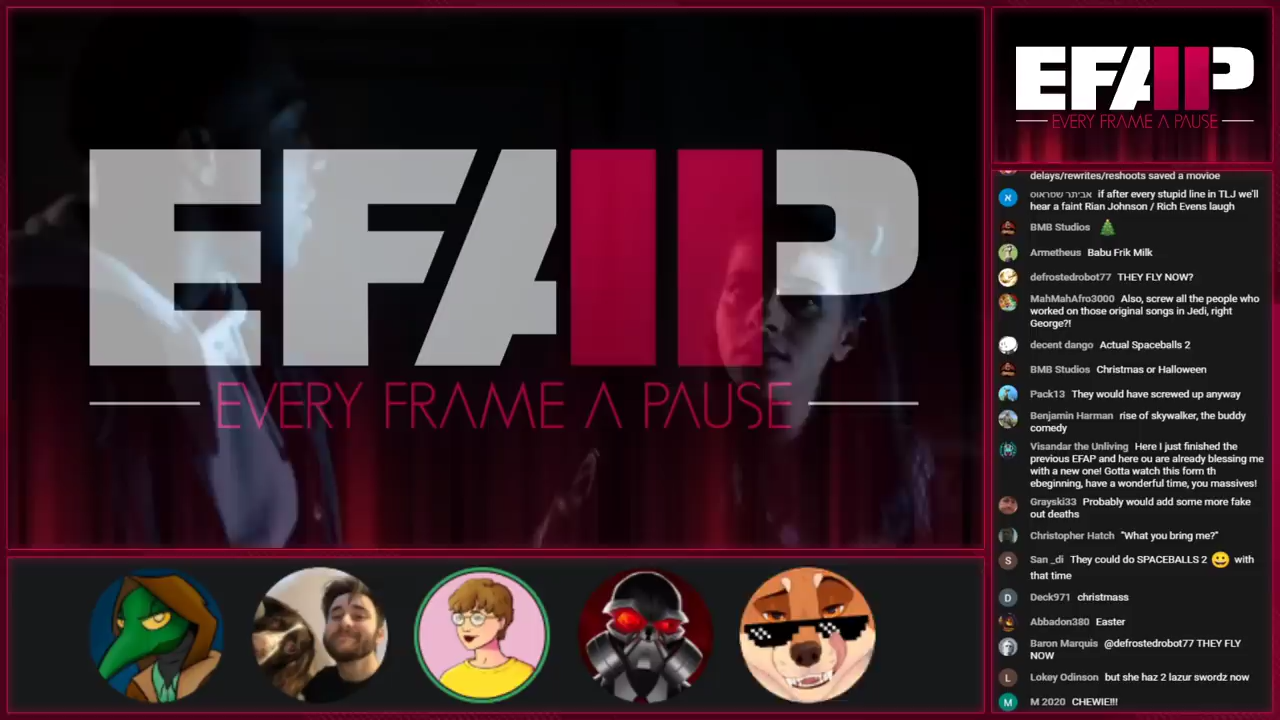 EFAP
EVERY FRAME A PAUSE
EFAP
EVERY FRAME A PAUSE
delays/rewrites/reshoots saved a movioe
א
אביתר שסראוס if after every stupid line in TLJ we'll
hear a faint Rian Johnson / Rich Evens laugh
BMB Studios 🎄
Armetheus Babu Frik Milk
defrostedrobot77 THEY FLY NOW?
MahMahAfro3000 Also, screw all the people who
worked on those original songs in Jedi, right
George?!
decent dango Actual Spaceballs 2
BMB Studios Christmas or Halloween
Pack13 They would have screwed up anyway
Benjamin Harman rise of skywalker, the buddy
comedy
Visandar the Unliving Here I just finished the
previous EFAP and here ou are already blessing me
with a new one! Gotta watch this form th
ebeginning, have a wonderful time, you massives!
Grayski33 Probably would add some more fake
out deaths
Christopher Hatch "What you bring me?"
S
San _di They could do SPACEBALLS 2 😀 with
that time
D
Deck971 christmass
Abbadon380 Easter
Baron Marquis @defrostedrobot77 THEY FLY
NOW
L
Lokey Odinson but she haz 2 lazur swordz now
M
M 2020 CHEWIE!!!